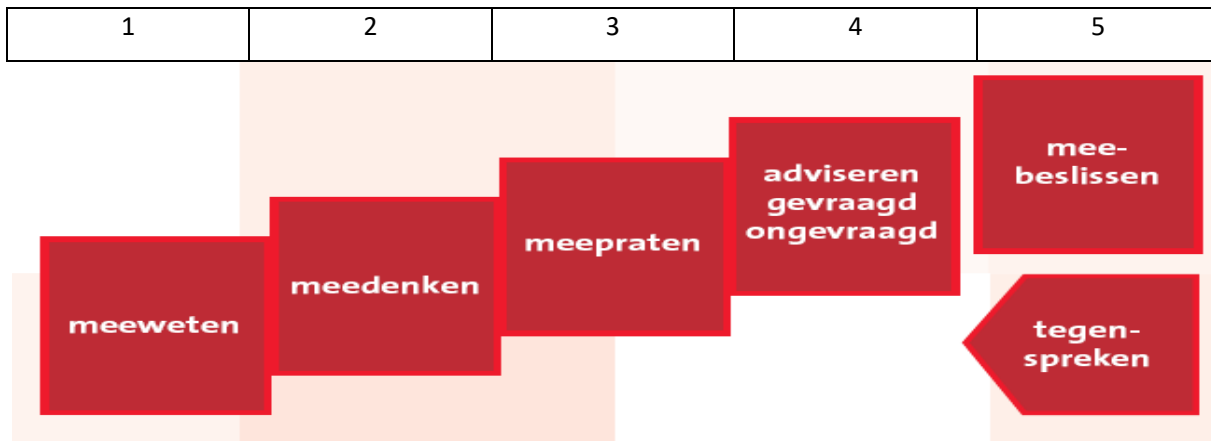 1 2 3 4 5
meeweten
meedenken
meepraten
adviseren
gevraagd
ongevraagd
mee-
beslissen
tegen-
spreken